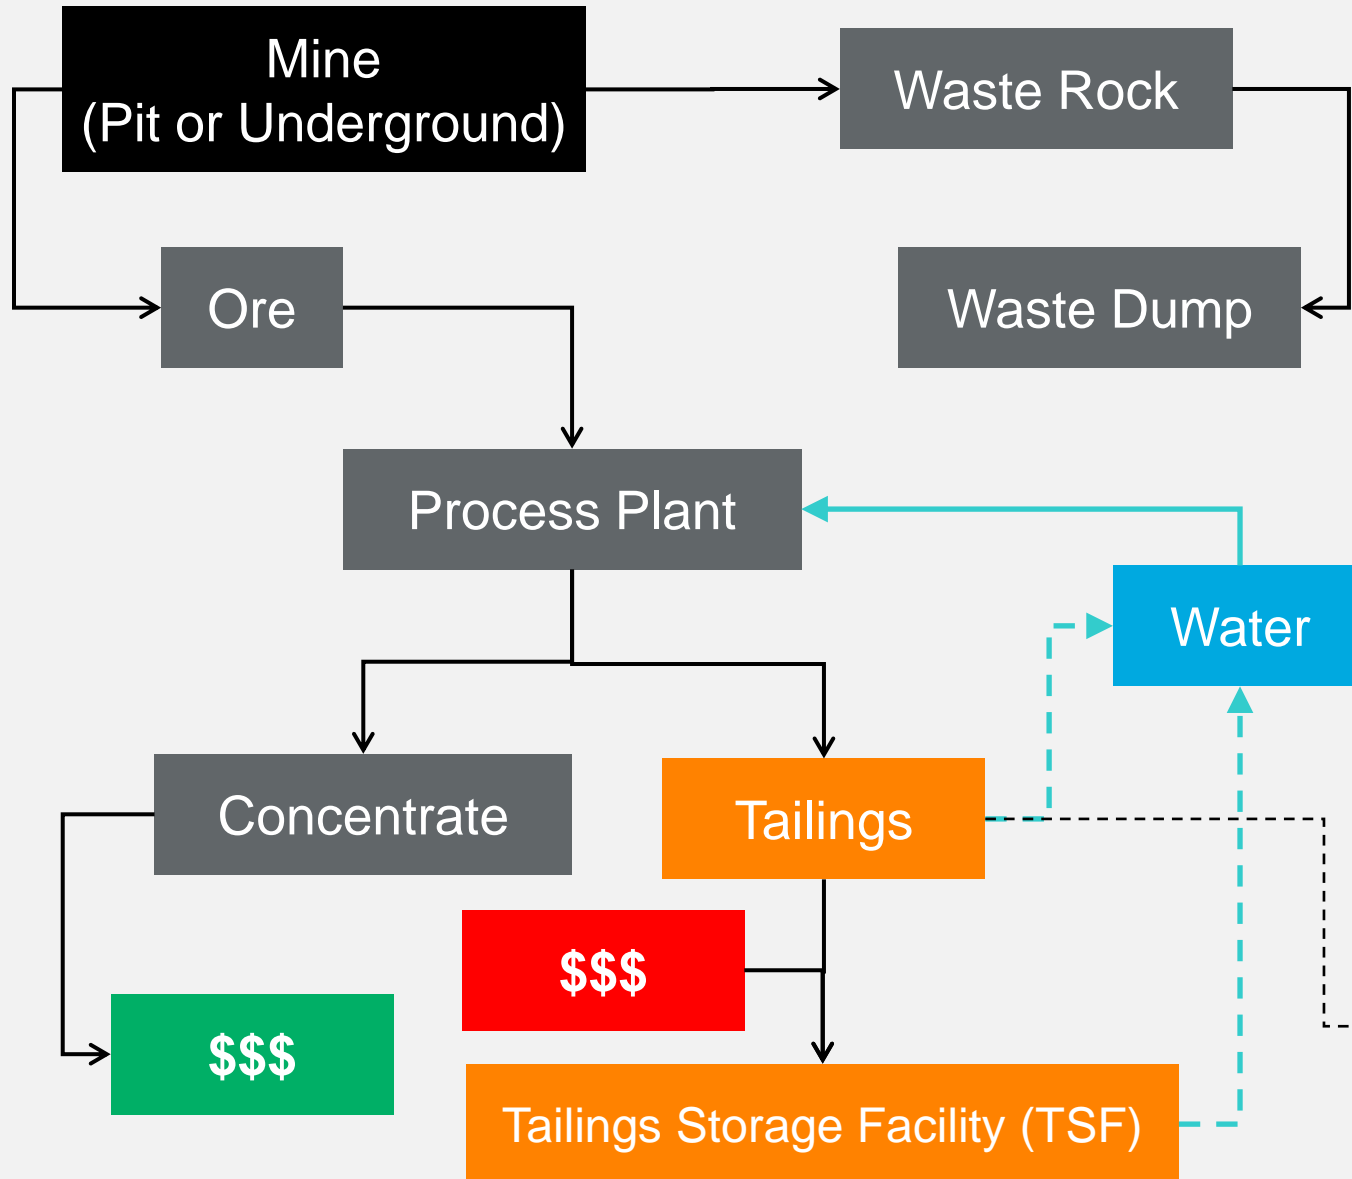 Mine
(Pit or Underground)
Waste Rock
Ore
Waste Dump
Process Plant
Water
Concentrate
Tailings
$$$
$$$
Tailings Storage Facility (TSF)